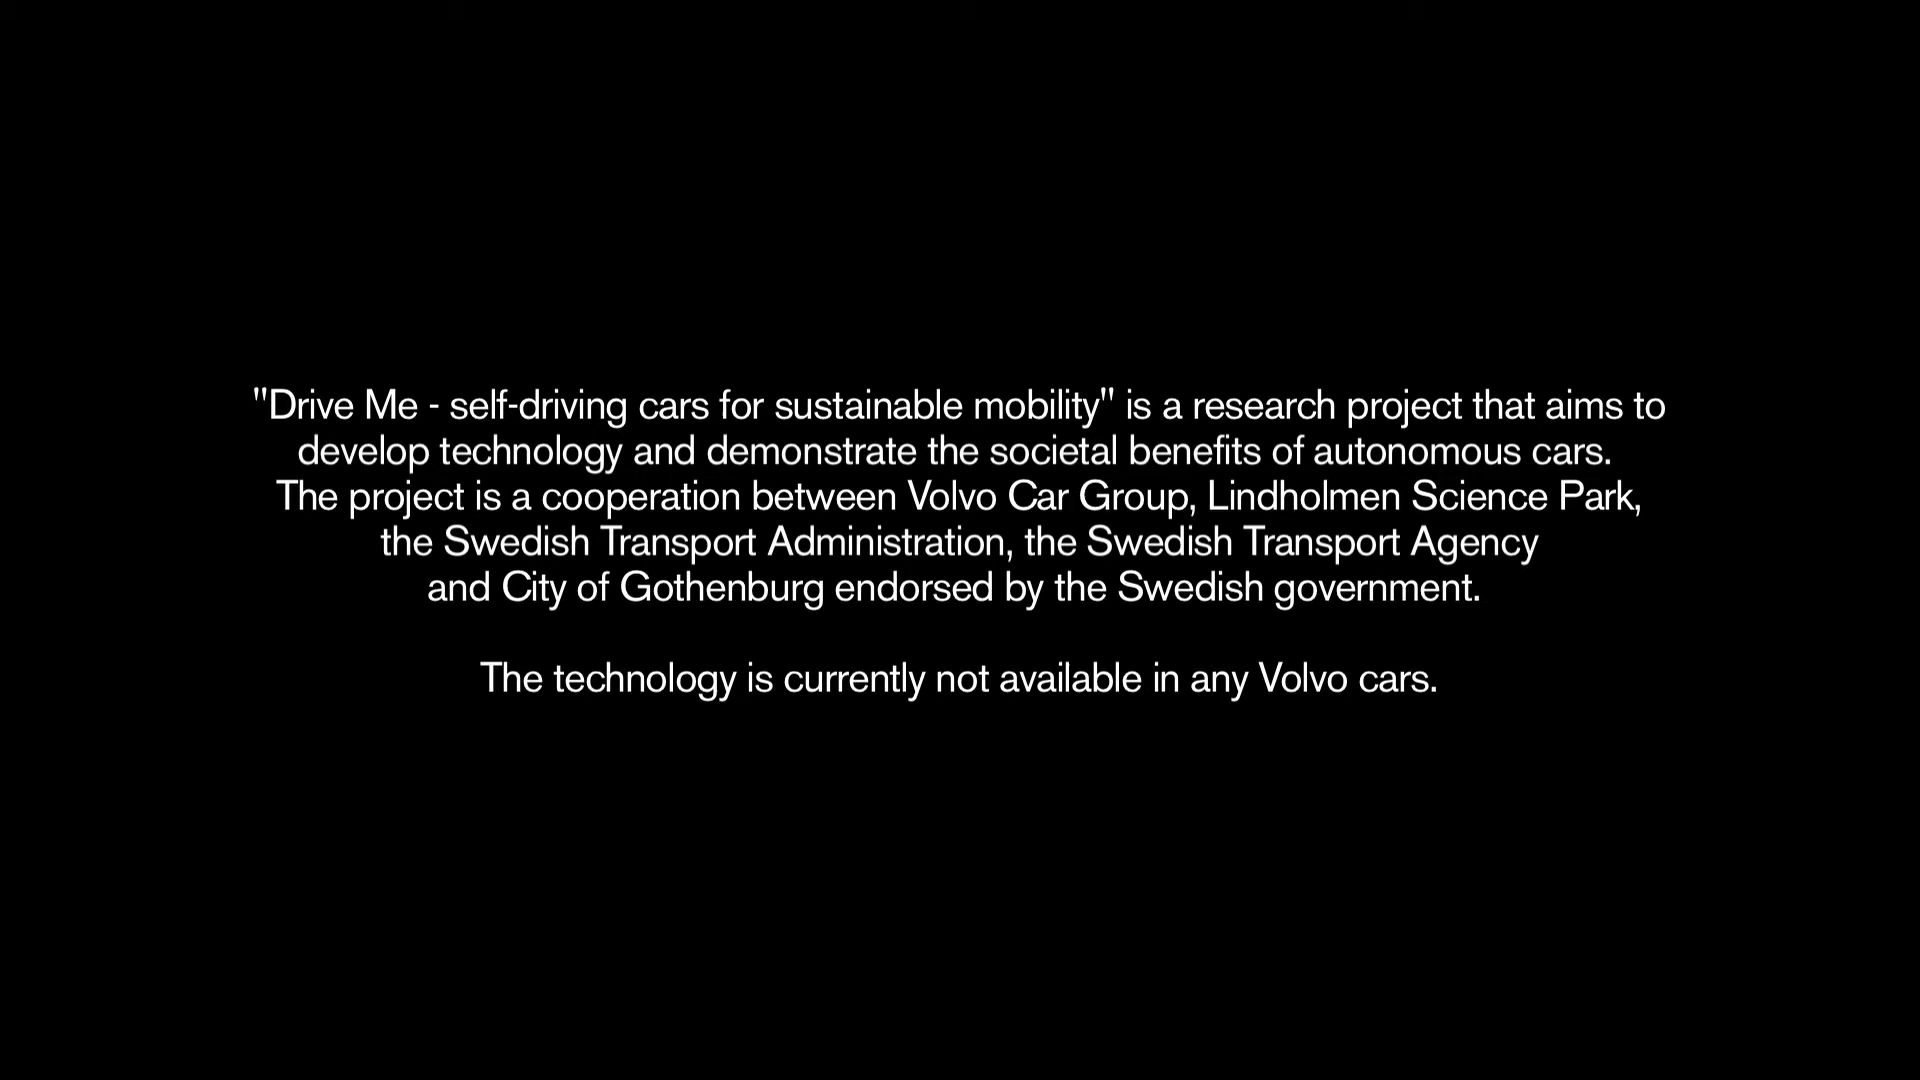 "Drive Me - self-driving cars for sustainable mobility" is a research project that aims to
develop technology and demonstrate the societal benefits of autonomous cars.
The project is a cooperation between Volvo Car Group, Lindholmen Science Park,
the Swedish Transport Administration, the Swedish Transport Agency
and City of Gothenburg endorsed by the Swedish government.
The technology is currently not available in any Volvo cars.